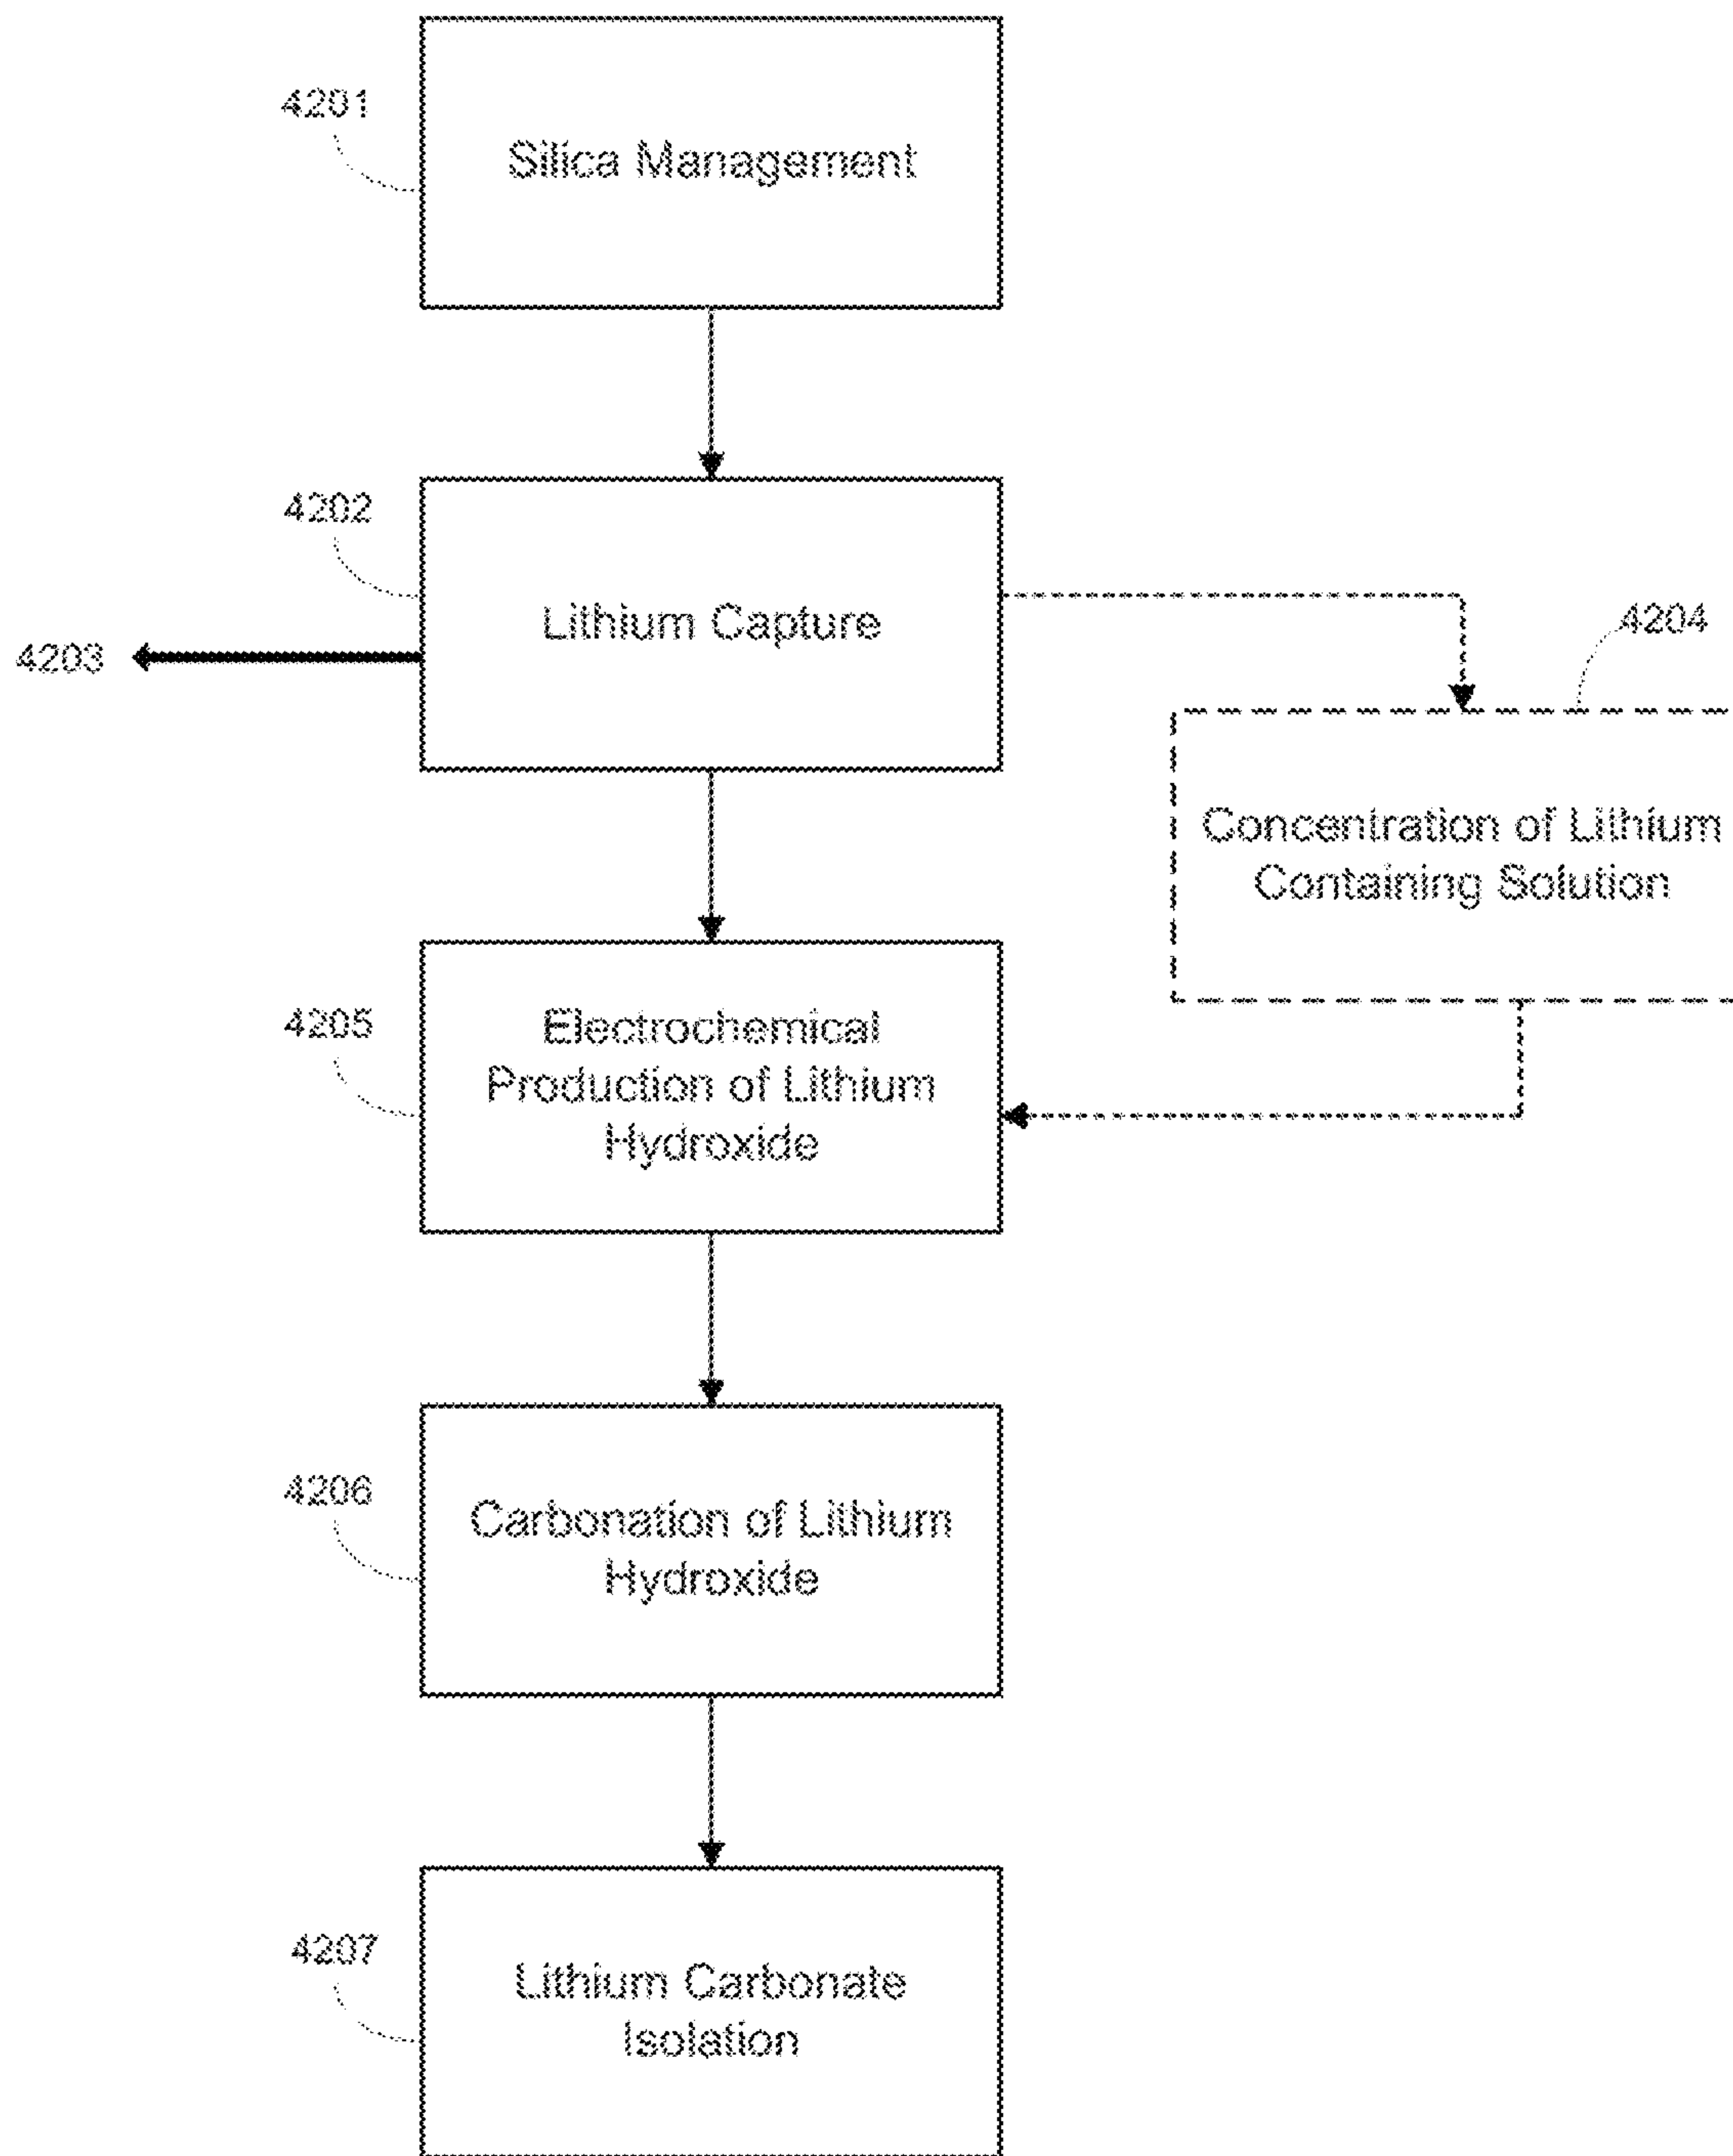 4201
Silica Management
4202
Lithium Capture
4203
4204
Concentration of Lithium
Containing Solution
4205
Electrochemical
Production of Lithium
Hydroxide
4206
Carbonation of Lithium
Hydroxide
4207
Lithium Carbonate
Isolation